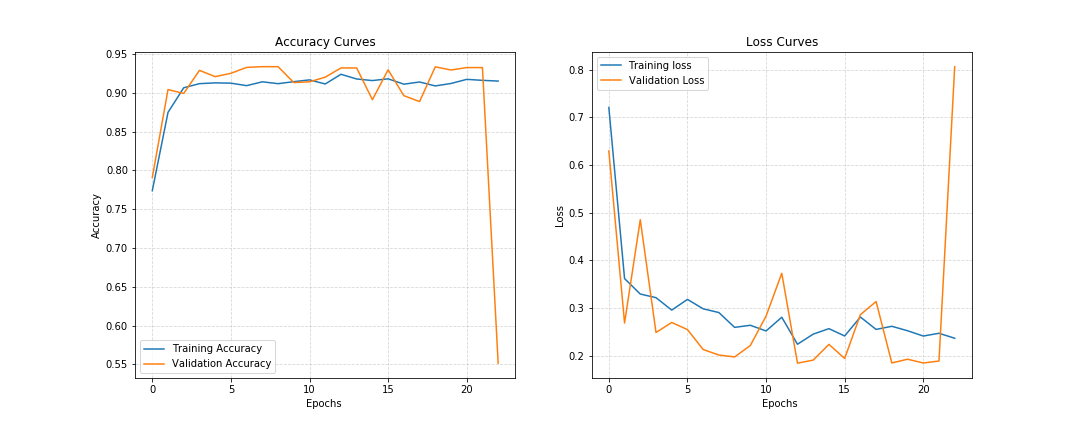 Accuracy Curves
Accuracy
0.95
0.90
0.85
0.80
0.75
0.70
0.65
0.60
0.55
Training Accuracy
Validation Accuracy
0 5 10 15 20
Epochs
Loss Curves
Loss
0.8
0.7
0.6
0.5
0.4
0.3
0.2
Training loss
Validation Loss
0 5 10 15 20
Epochs